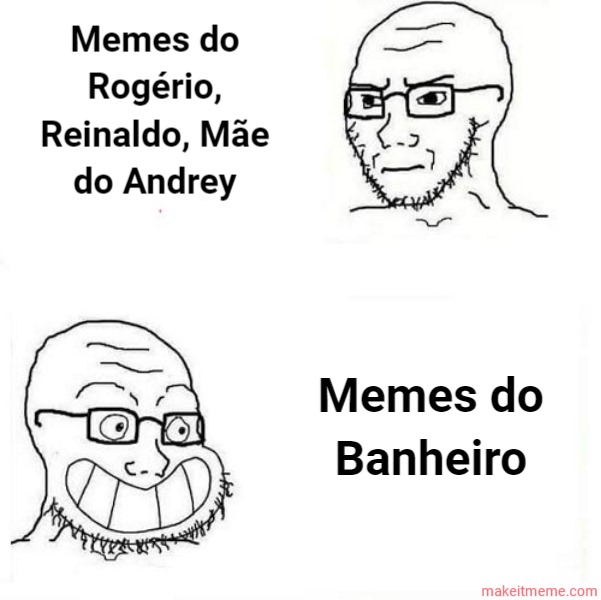 Memes do
Rogério,
Reinaldo, Mãe
do Andrey
Memes do
Banheiro
makeitmeme.com